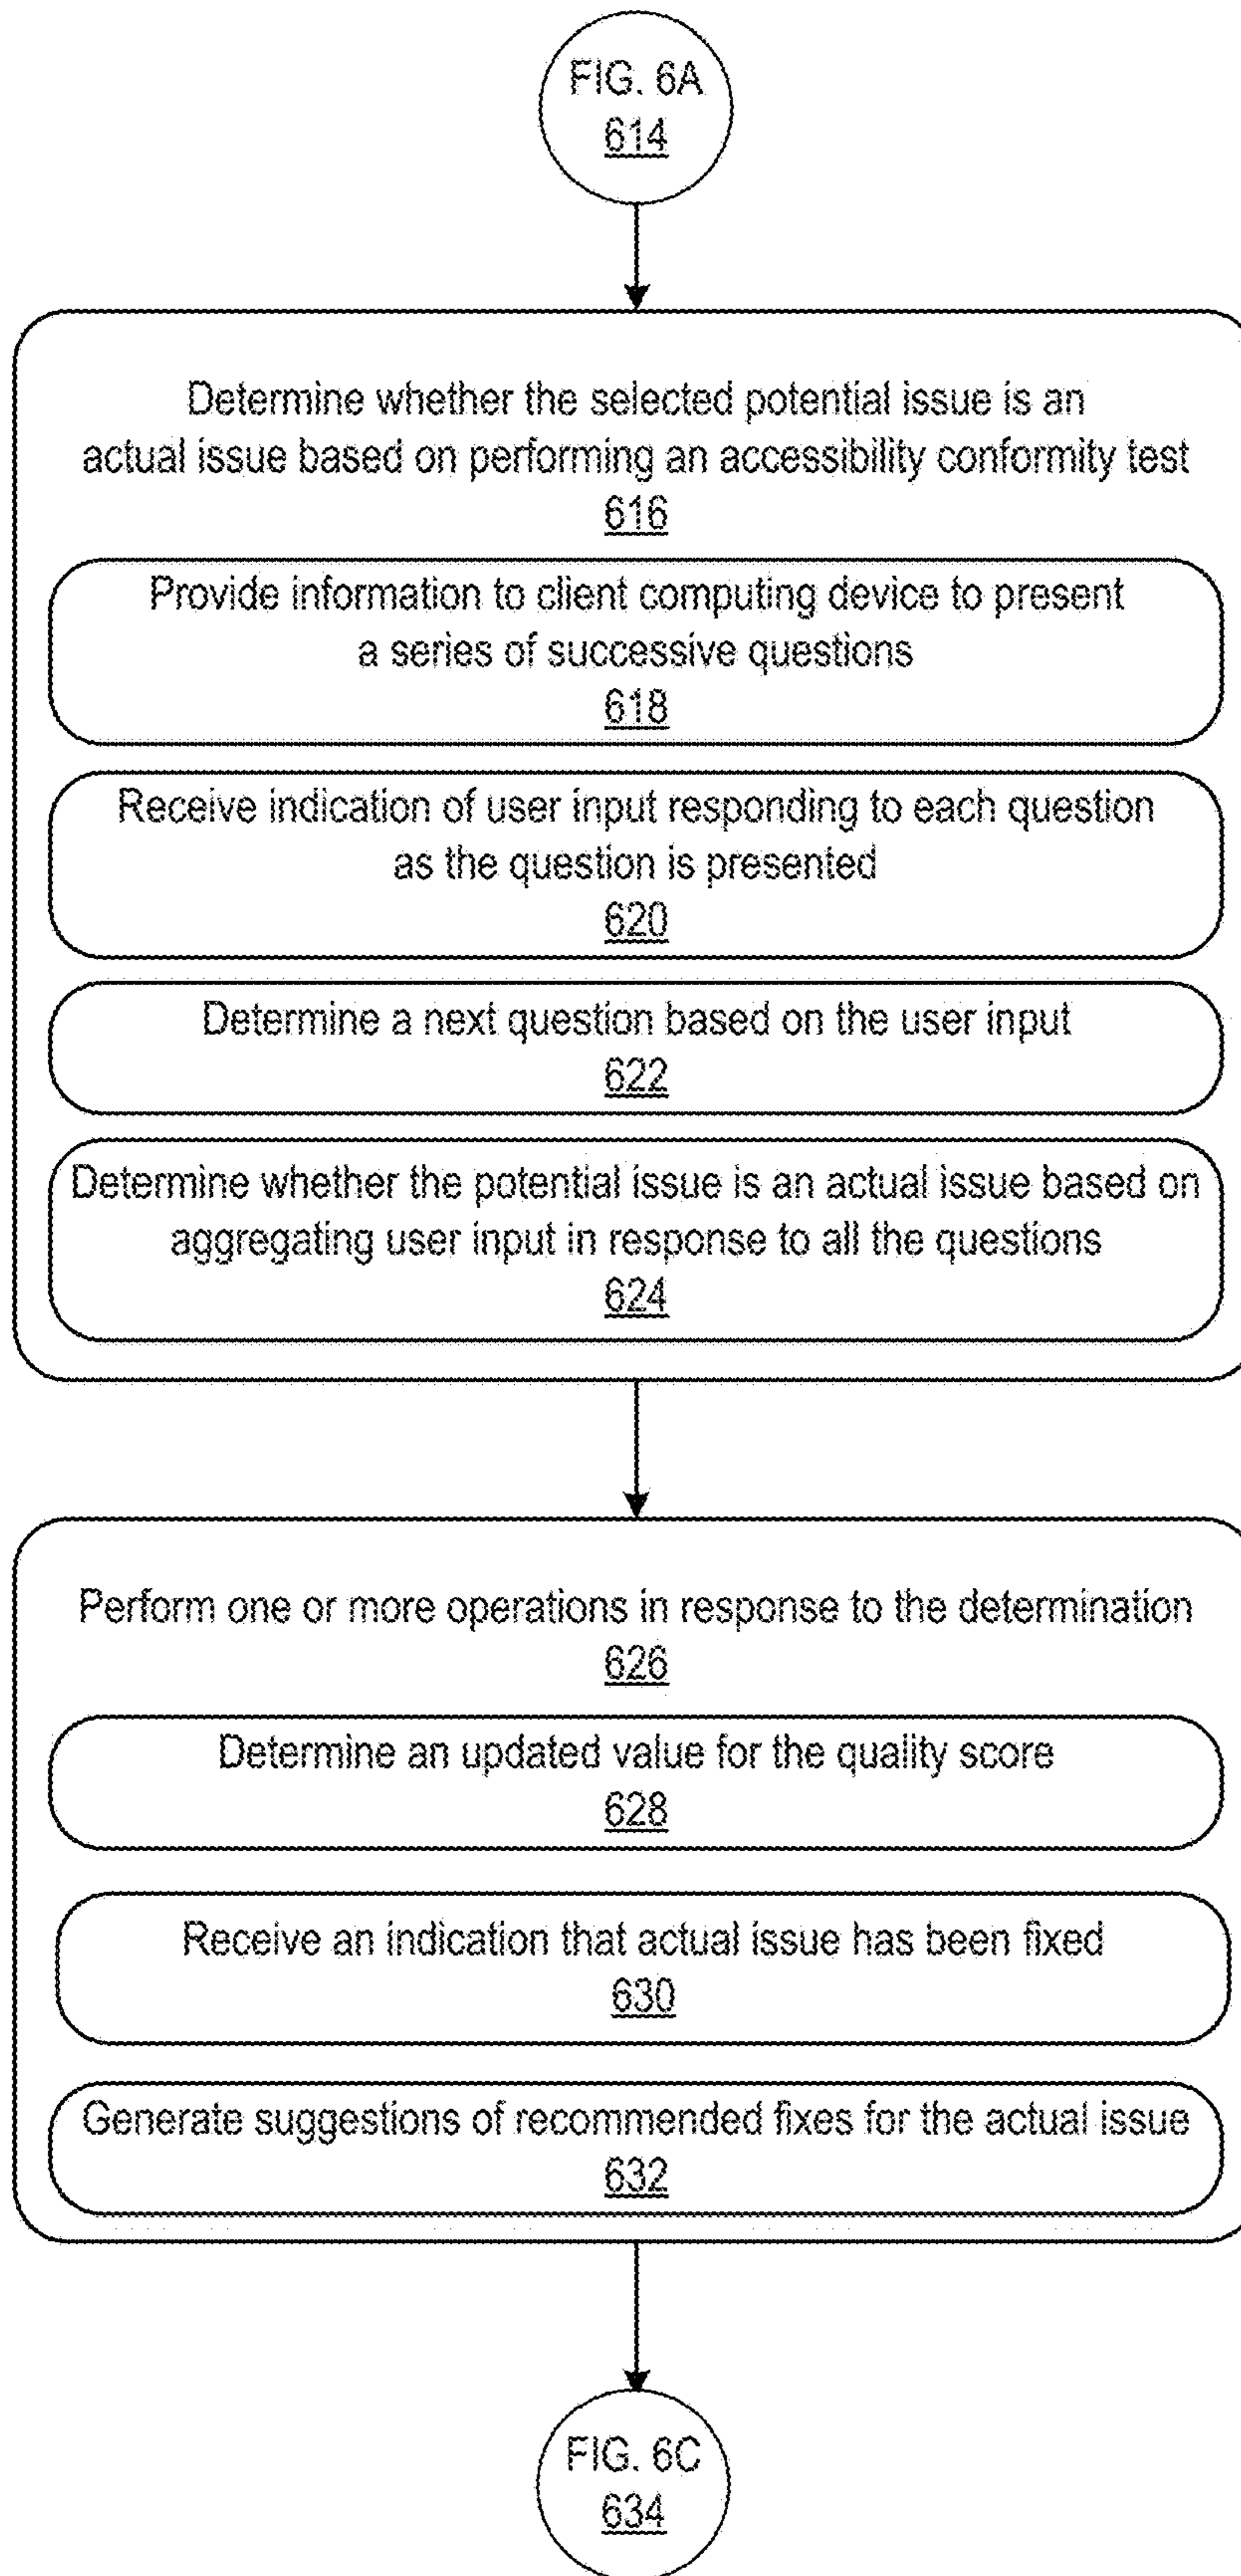 FIG. 6A
614
Determine whether the selected potential issue is an
actual issue based on performing an accessibility conformity test
616
Provide information to client computing device to present
a series of successive questions
618
Receive indication of user input responding to each question
as the question is presented
620
Determine a next question based on the user input
622
Determine whether the potential issue is an actual issue based on
aggregating user input in response to all the questions
624
Perform one or more operations in response to the determination
626
Determine an updated value for the quality score
628
Receive an indication that actual issue has been fixed
630
Generate suggestions of recommended fixes for the actual issue
632
FIG. 6C
634